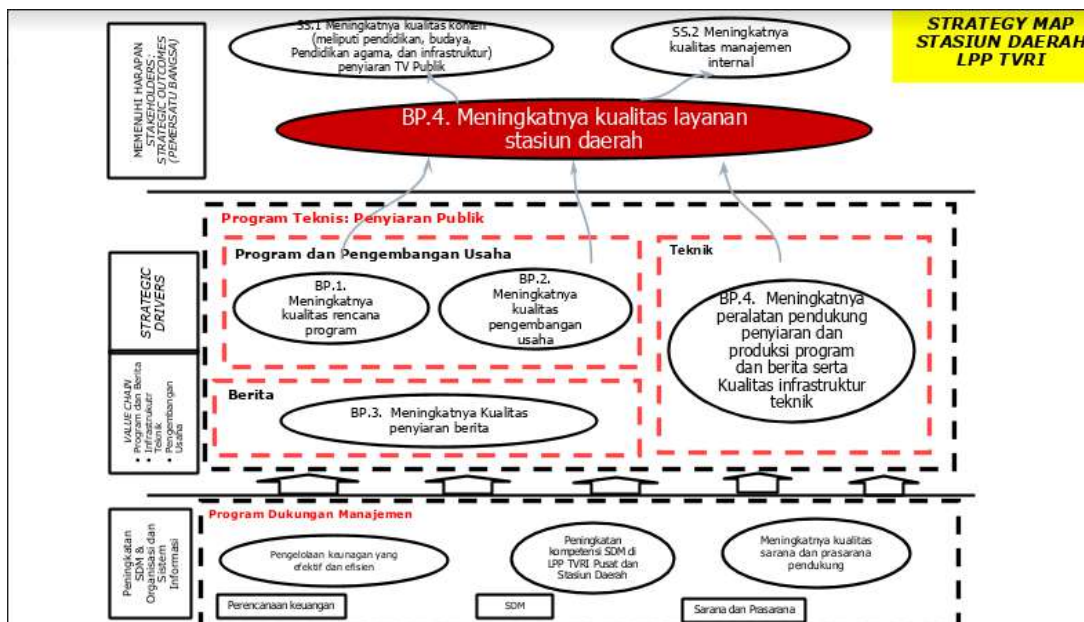 STRATEGY MAP
STASIUN DAERAH
LPP TVRI
MEMENUHI HARAPAN
STAKEHOLDERS :
STRATEGIC OUTCOMES
(PEMERSATU BANGSA)
SS.1 Meningkatnya kualitas konten
(meliputi pendidikan, budaya,
Pendidikan agama, dan infrastruktur)
penyiaran TV Publik
SS.2 Meningkatnya
kualitas manajemen
internal
BP.4. Meningkatnya kualitas layanan
stasiun daerah
STRATEGIC
DRIVERS
VALUE CHAIN
• Program dan Berita
• Infrastrukutr
Teknik
• Pengembangan
Usaha
Program Teknis: Penyiaran Publik
Program dan Pengembangan Usaha
BP.1.
Meningkatnya
kualitas rencana
program
BP.2.
Meningkatnya
kualitas
pengembangan
usaha
Teknik
BP.4. Meningkatnya
peralatan pendukung
penyiaran dan
produksi program
dan berita serta
Kualitas infrastruktur
teknik
Berita
BP.3. Meningkatnya Kualitas
penyiaran berita
Peningkatan
SDM &
Organisasi dan
Sistem
Informasi
Program Dukungan Manajemen
Pengelolaan keunagan yang
efektif dan efisien
Peningkatan
kompetensi SDM di
LPP TVRI Pusat dan
Stasiun Daerah
Meningkatnya kualitas
sarana dan prasarana
pendukung
Perencanaan keuangan
SDM
Sarana dan Prasarana